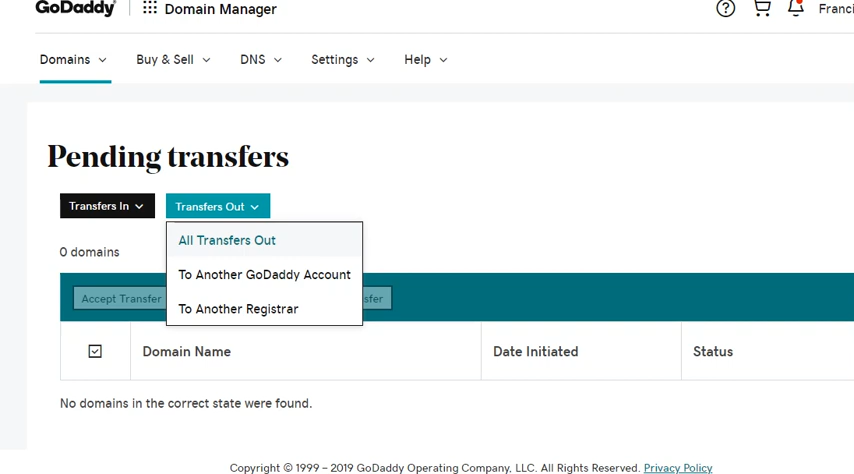 GoDaddy Domain Manager
Domains Buy & Sell DNS Settings Help
Pending transfers
Transfers In Transfers Out
All Transfers Out
0 domains
To Another GoDaddy Account
Accept Transfer
To Another Registrar
Domain Name Date Initiated Status
No domains in the correct state were found.
Copyright © 1999 – 2019 GoDaddy Operating Company, LLC. All Rights Reserved. Privacy Policy